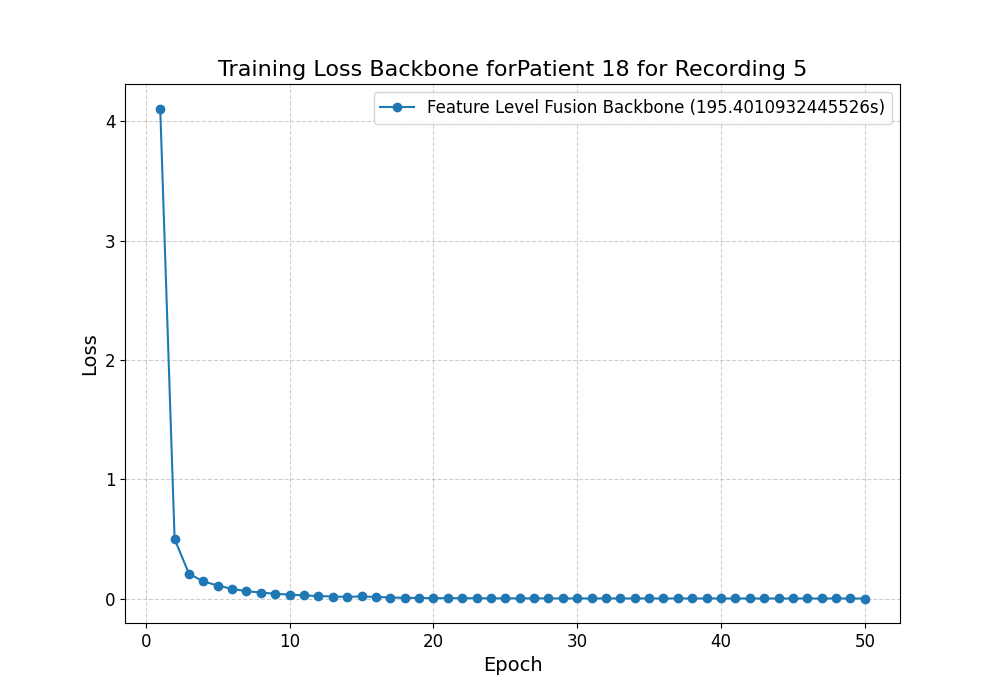 Training Loss Backbone forPatient 18 for Recording 5
Feature Level Fusion Backbone (195.4010932445526s)
Loss
4
3
2
1
0
0 10 20 30 40 50
Epoch